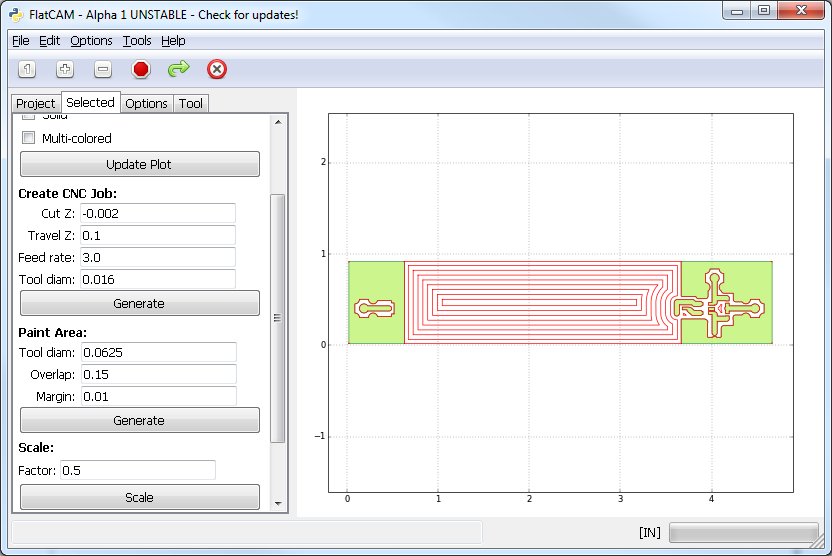 FlatCAM - Alpha 1 UNSTABLE - Check for updates!
File Edit Options Tools Help
1
Project Selected Options Tool
Solid
Multi-colored
Update Plot
Create CNC Job:
Cut Z: -0.002
Travel Z: 0.1
Feed rate: 3.0
Tool diam: 0.016
Generate
Paint Area:
Tool diam: 0.0625
Overlap: 0.15
Margin: 0.01
Generate
Scale:
Factor: 0.5
Scale
2
1
0
−1
0 1 2 3 4
[IN]